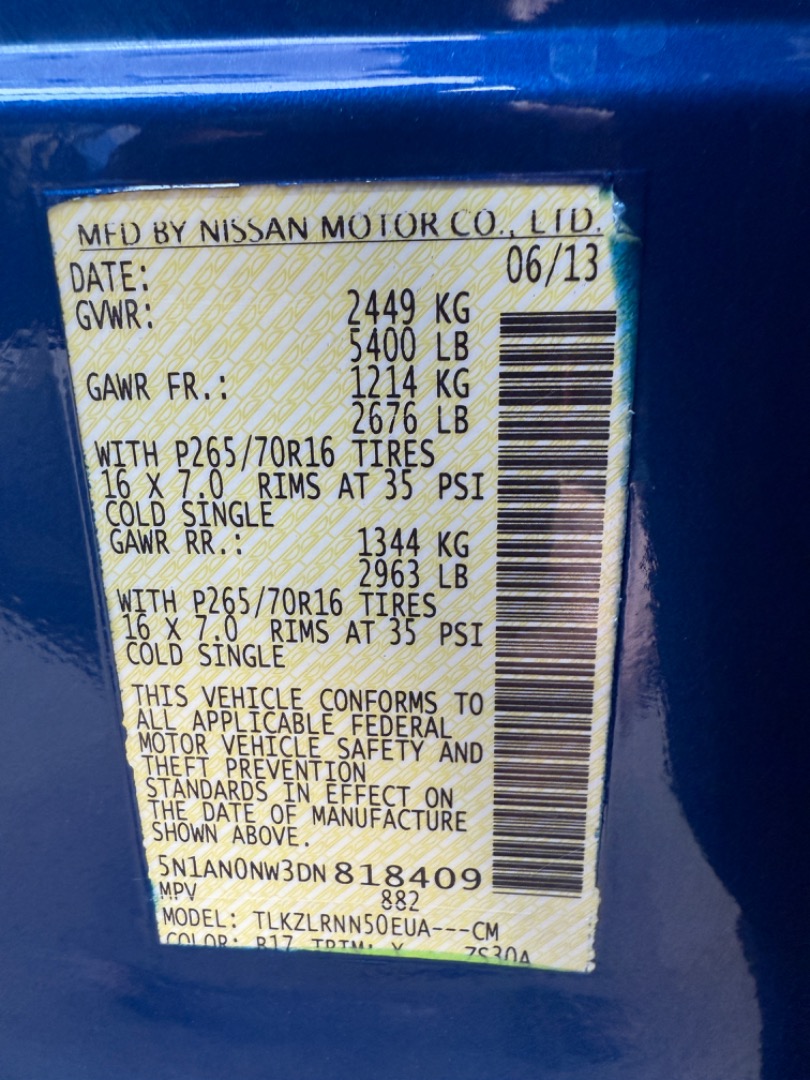 MFD BY NISSAN MOTOR CO., LTD.
DATE: 06/13
GVWR: 2449 KG
5400 LB
GAWR FR.: 1214 KG
2676 LB
WITH P265/70R16 TIRES
16 X 7.0 RIMS AT 35 PSI
COLD SINGLE
GAWR RR.: 1344 KG
2963 LB
WITH P265/70R16 TIRES
16 X 7.0 RIMS AT 35 PSI
COLD SINGLE
THIS VEHICLE CONFORMS TO
ALL APPLICABLE FEDERAL
MOTOR VEHICLE SAFETY AND
THEFT PREVENTION
STANDARDS IN EFFECT ON
THE DATE OF MANUFACTURE
SHOWN ABOVE.
5N1AN0NW3DN818409
MPV 882
MODEL: TLKZLRNN50EUA---CM
COLOR: B17 TRIM: ZS30A